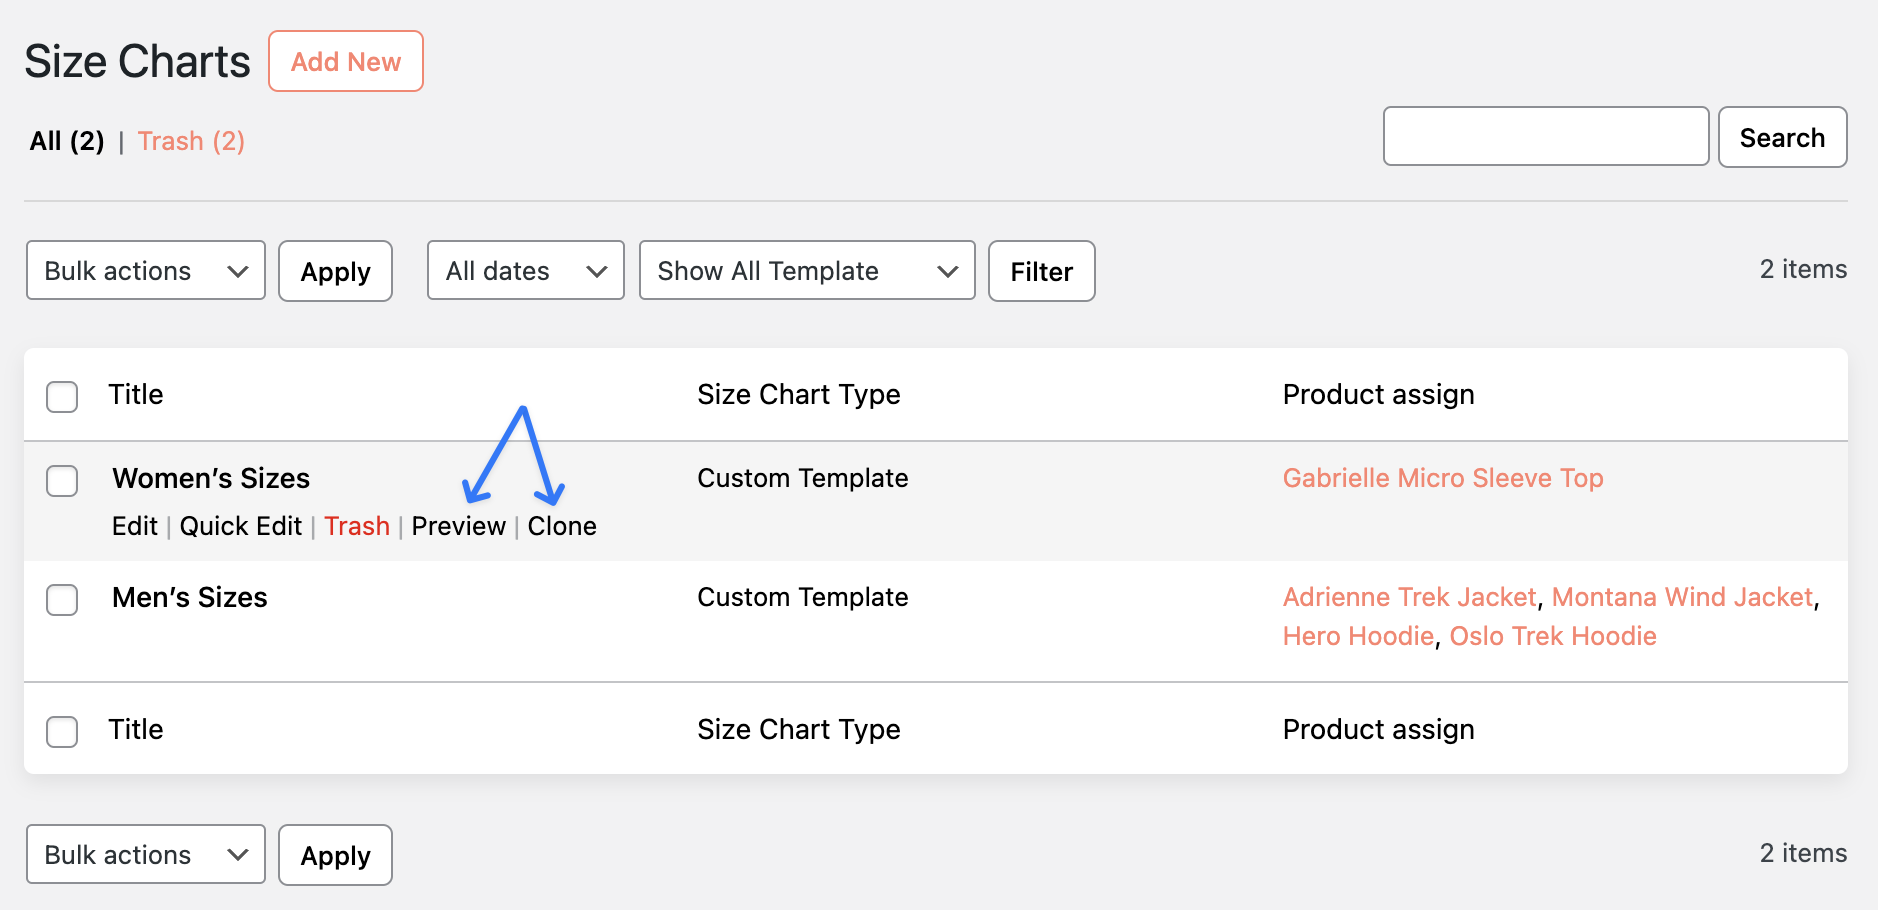 Size Charts Add New
All (2) | Trash (2)
Search
Bulk actions Apply All dates Show All Template Filter 2 items
Title Size Chart Type Product assign
Women’s Sizes Custom Template Gabrielle Micro Sleeve Top
Edit | Quick Edit | Trash | Preview | Clone
Men’s Sizes Custom Template Adrienne Trek Jacket, Montana Wind Jacket,
Hero Hoodie, Oslo Trek Hoodie
Title Size Chart Type Product assign
Bulk actions Apply 2 items